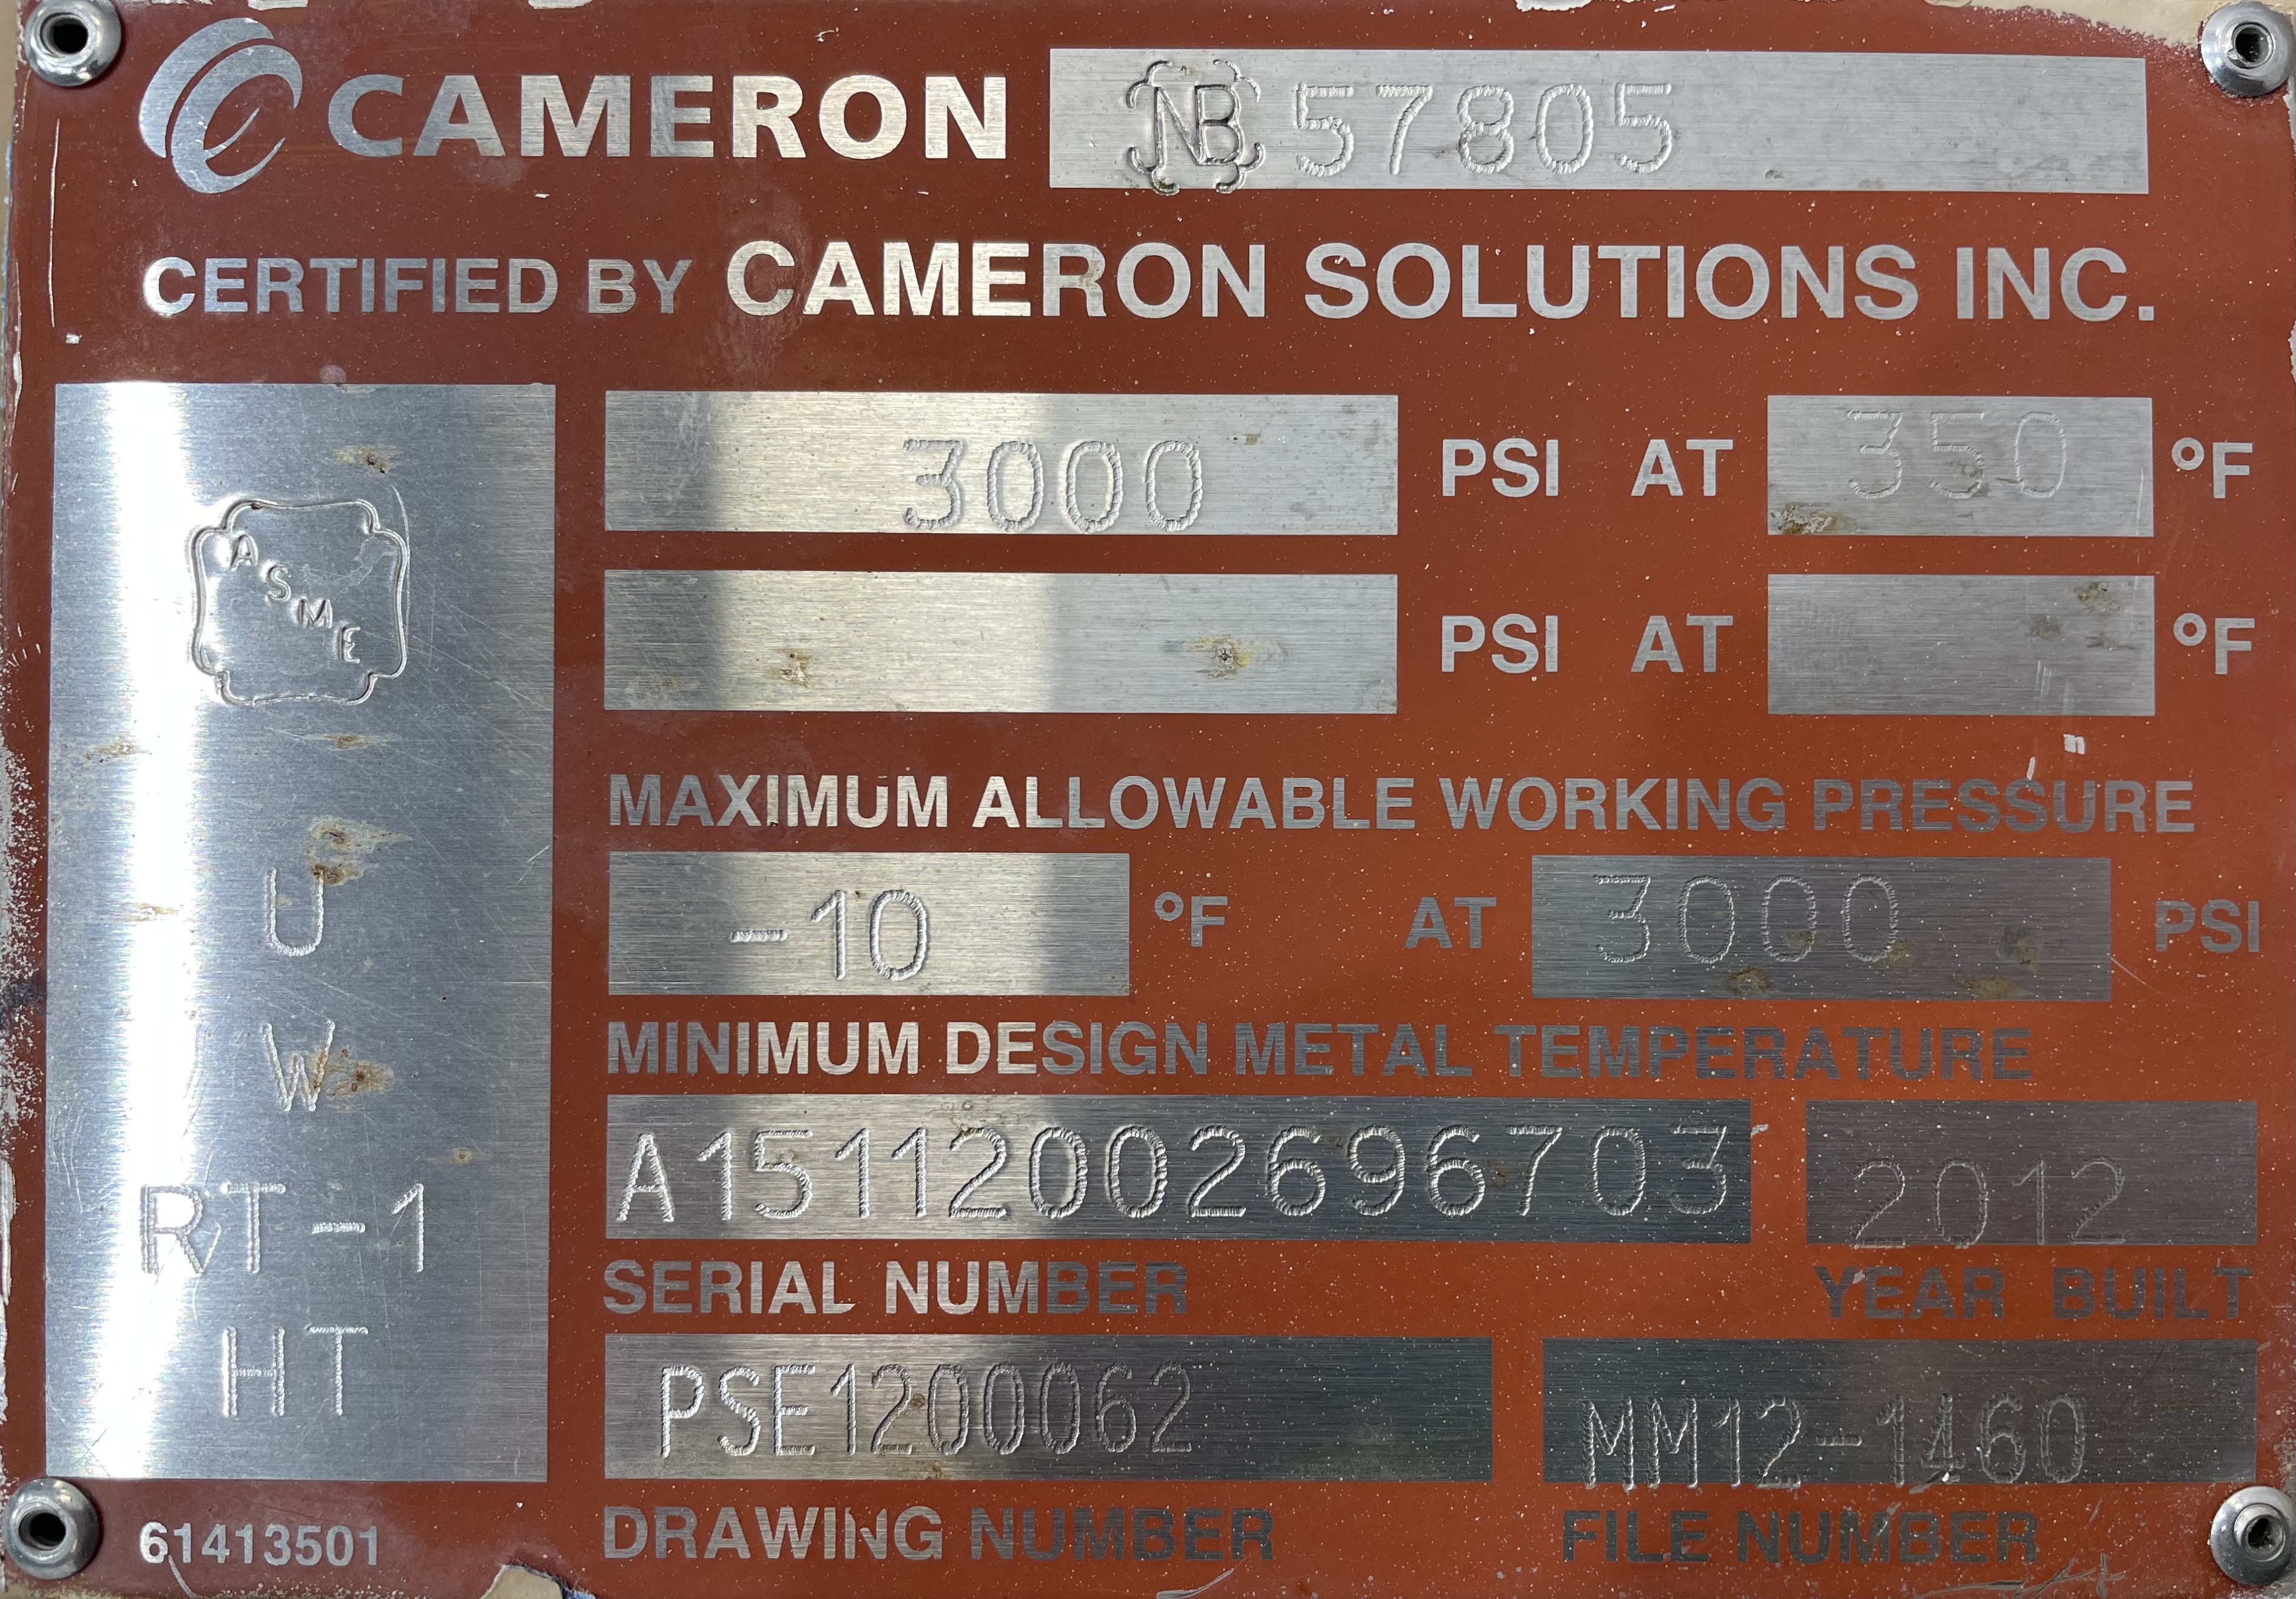 CAMERON NB 57805
CERTIFIED BY CAMERON SOLUTIONS INC.
ASME
U
W
RT-1
HT
3000 PSI AT 350 °F
PSI AT °F
MAXIMUM ALLOWABLE WORKING PRESSURE
-10 °F AT 3000 PSI
MINIMUM DESIGN METAL TEMPERATURE
A15112002696703 2012
SERIAL NUMBER YEAR BUILT
PSE1200062 MM12-1460
DRAWING NUMBER FILE NUMBER
61413501